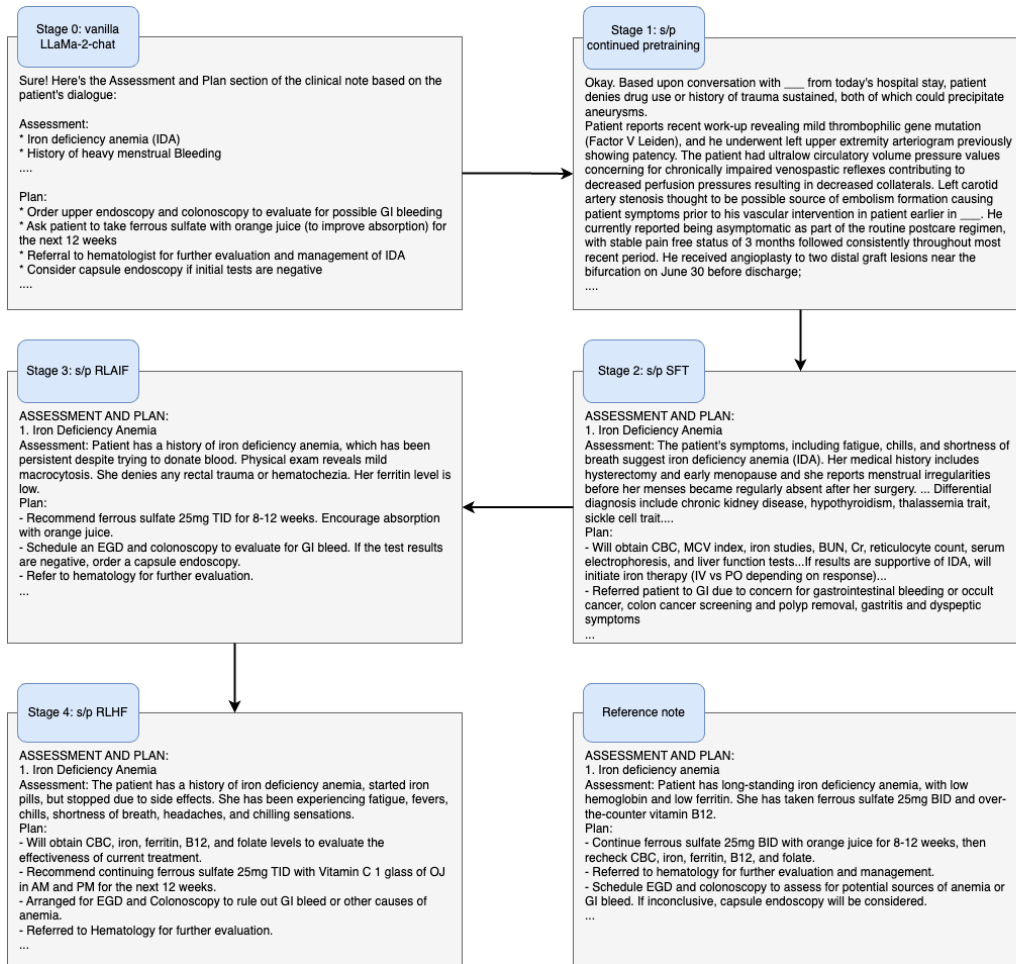 Stage 0: vanilla
LLaMa-2-chat
Sure! Here's the Assessment and Plan section of the clinical note based on the
patient's dialogue:
Assessment:
* Iron deficiency anemia (IDA)
* History of heavy menstrual Bleeding
....
Plan:
* Order upper endoscopy and colonoscopy to evaluate for possible GI bleeding
* Ask patient to take ferrous sulfate with orange juice (to improve absorption) for
the next 12 weeks
* Referral to hematologist for further evaluation and management of IDA
* Consider capsule endoscopy if initial tests are negative
....
Stage 1: s/p
continued pretraining
Okay. Based upon conversation with ___ from today's hospital stay, patient
denies drug use or history of trauma sustained, both of which could precipitate
aneurysms.
Patient reports recent work-up revealing mild thrombophilic gene mutation
(Factor V Leiden), and he underwent left upper extremity arteriogram previously
showing patency. The patient had ultralow circulatory volume pressure values
concerning for chronically impaired venospastic reflexes contributing to
decreased perfusion pressures resulting in decreased collaterals. Left carotid
artery stenosis thought to be possible source of embolism formation causing
patient symptoms prior to his vascular intervention in patient earlier in ___. He
currently reported being asymptomatic as part of the routine postcare regimen,
with stable pain free status of 3 months followed consistently throughout most
recent period. He received angioplasty to two distal graft lesions near the
bifurcation on June 30 before discharge;
....
Stage 3: s/p RLAIF
ASSESSMENT AND PLAN:
1. Iron Deficiency Anemia
Assessment: Patient has a history of iron deficiency anemia, which has been
persistent despite trying to donate blood. Physical exam reveals mild
macrocytosis. She denies any rectal trauma or hematochezia. Her ferritin level is
low.
Plan:
- Recommend ferrous sulfate 25mg TID for 8-12 weeks. Encourage absorption
with orange juice.
- Schedule an EGD and colonoscopy to evaluate for GI bleed. If the test results
are negative, order a capsule endoscopy.
- Refer to hematology for further evaluation.
...
Stage 2: s/p SFT
ASSESSMENT AND PLAN:
1. Iron Deficiency Anemia
Assessment: The patient's symptoms, including fatigue, chills, and shortness of
breath suggest iron deficiency anemia (IDA). Her medical history includes
hysterectomy and early menopause and she reports menstrual irregularities
before her menses became regularly absent after her surgery. ... Differential
diagnosis include chronic kidney disease, hypothyroidism, thalassemia trait,
sickle cell trait....
Plan:
- Will obtain CBC, MCV index, iron studies, BUN, Cr, reticulocyte count, serum
electrophoresis, and liver function tests...If results are supportive of IDA, will
initiate iron therapy (IV vs PO depending on response)...
- Referred patient to GI due to concern for gastrointestinal bleeding or occult
cancer, colon cancer screening and polyp removal, gastritis and dyspeptic
symptoms
...
Stage 4: s/p RLHF
ASSESSMENT AND PLAN:
1. Iron Deficiency Anemia
Assessment: The patient has a history of iron deficiency anemia, started iron
pills, but stopped due to side effects. She has been experiencing fatigue, fevers,
chills, shortness of breath, headaches, and chilling sensations.
Plan:
- Will obtain CBC, iron, ferritin, B12, and folate levels to evaluate the
effectiveness of current treatment.
- Recommend continuing ferrous sulfate 25mg TID with Vitamin C 1 glass of OJ
in AM and PM for the next 12 weeks.
- Arranged for EGD and Colonoscopy to rule out GI bleed or other causes of
anemia.
- Referred to Hematology for further evaluation.
...
Reference note
ASSESSMENT AND PLAN:
1. Iron deficiency anemia
Assessment: Patient has long-standing iron deficiency anemia, with low
hemoglobin and low ferritin. She has taken ferrous sulfate 25mg BID and over-
the-counter vitamin B12.
Plan:
- Continue ferrous sulfate 25mg BID with orange juice for 8-12 weeks, then
recheck CBC, iron, ferritin, B12, and folate.
- Referred to hematology for further evaluation and management.
- Schedule EGD and colonoscopy to assess for potential sources of anemia or
GI bleed. If inconclusive, capsule endoscopy will be considered.
...